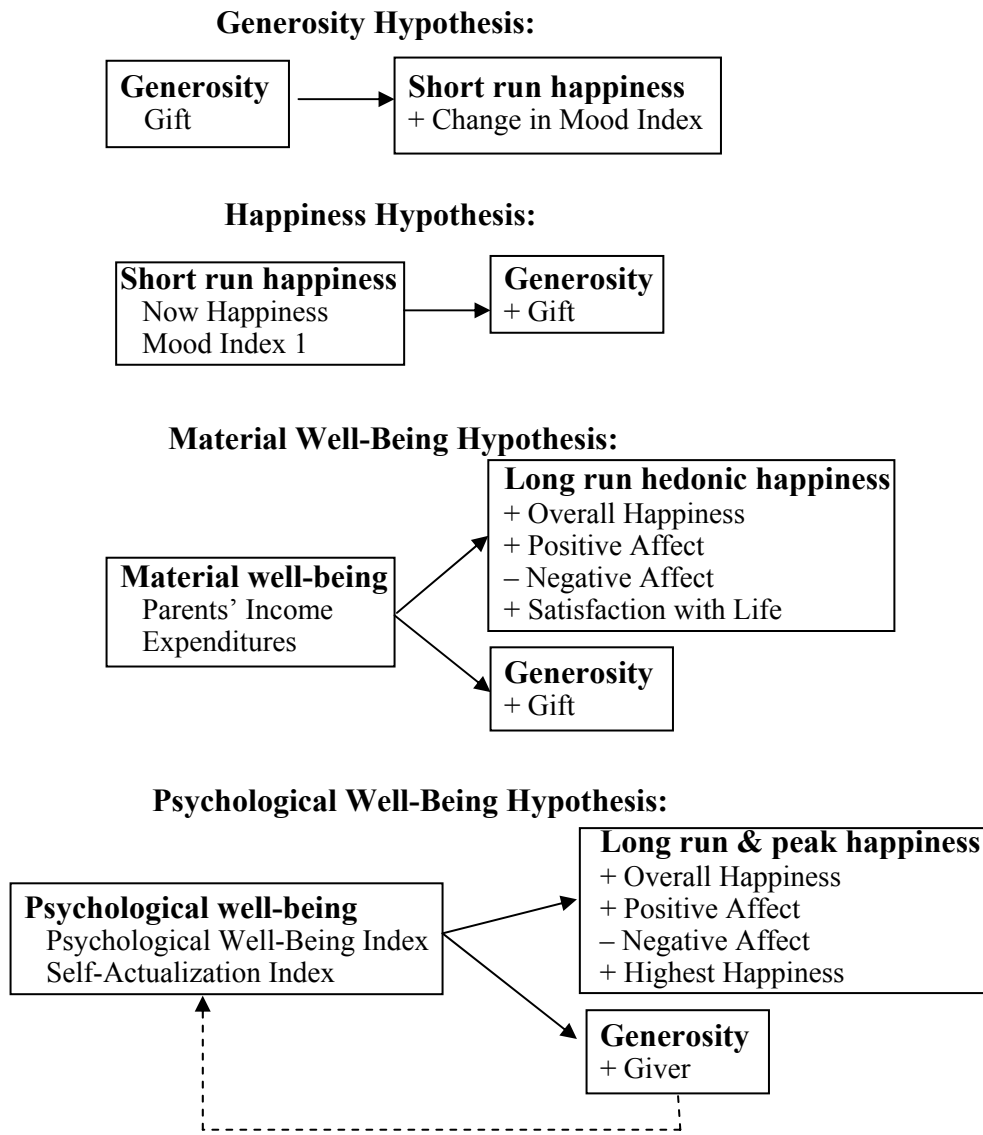 Generosity Hypothesis:
Generosity
Gift
Short run happiness
+ Change in Mood Index
Happiness Hypothesis:
Short run happiness
Now Happiness
Mood Index 1
Generosity
+ Gift
Material Well-Being Hypothesis:
Material well-being
Parents’ Income
Expenditures
Long run hedonic happiness
+ Overall Happiness
+ Positive Affect
– Negative Affect
+ Satisfaction with Life
Generosity
+ Gift
Psychological Well-Being Hypothesis:
Psychological well-being
Psychological Well-Being Index
Self-Actualization Index
Long run & peak happiness
+ Overall Happiness
+ Positive Affect
– Negative Affect
+ Highest Happiness
Generosity
+ Giver